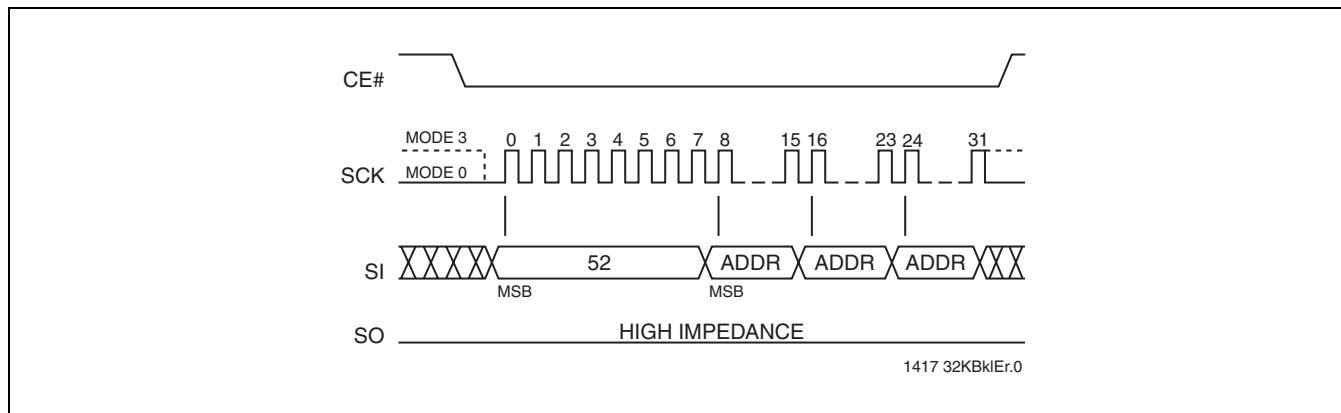 CE#
MODE 3
0 1 2 3 4 5 6 7 8 15 16 23 24 31
SCK MODE 0
SI 52 ADDR ADDR ADDR
MSB MSB
SO HIGH IMPEDANCE
1417 32KBklEr.0